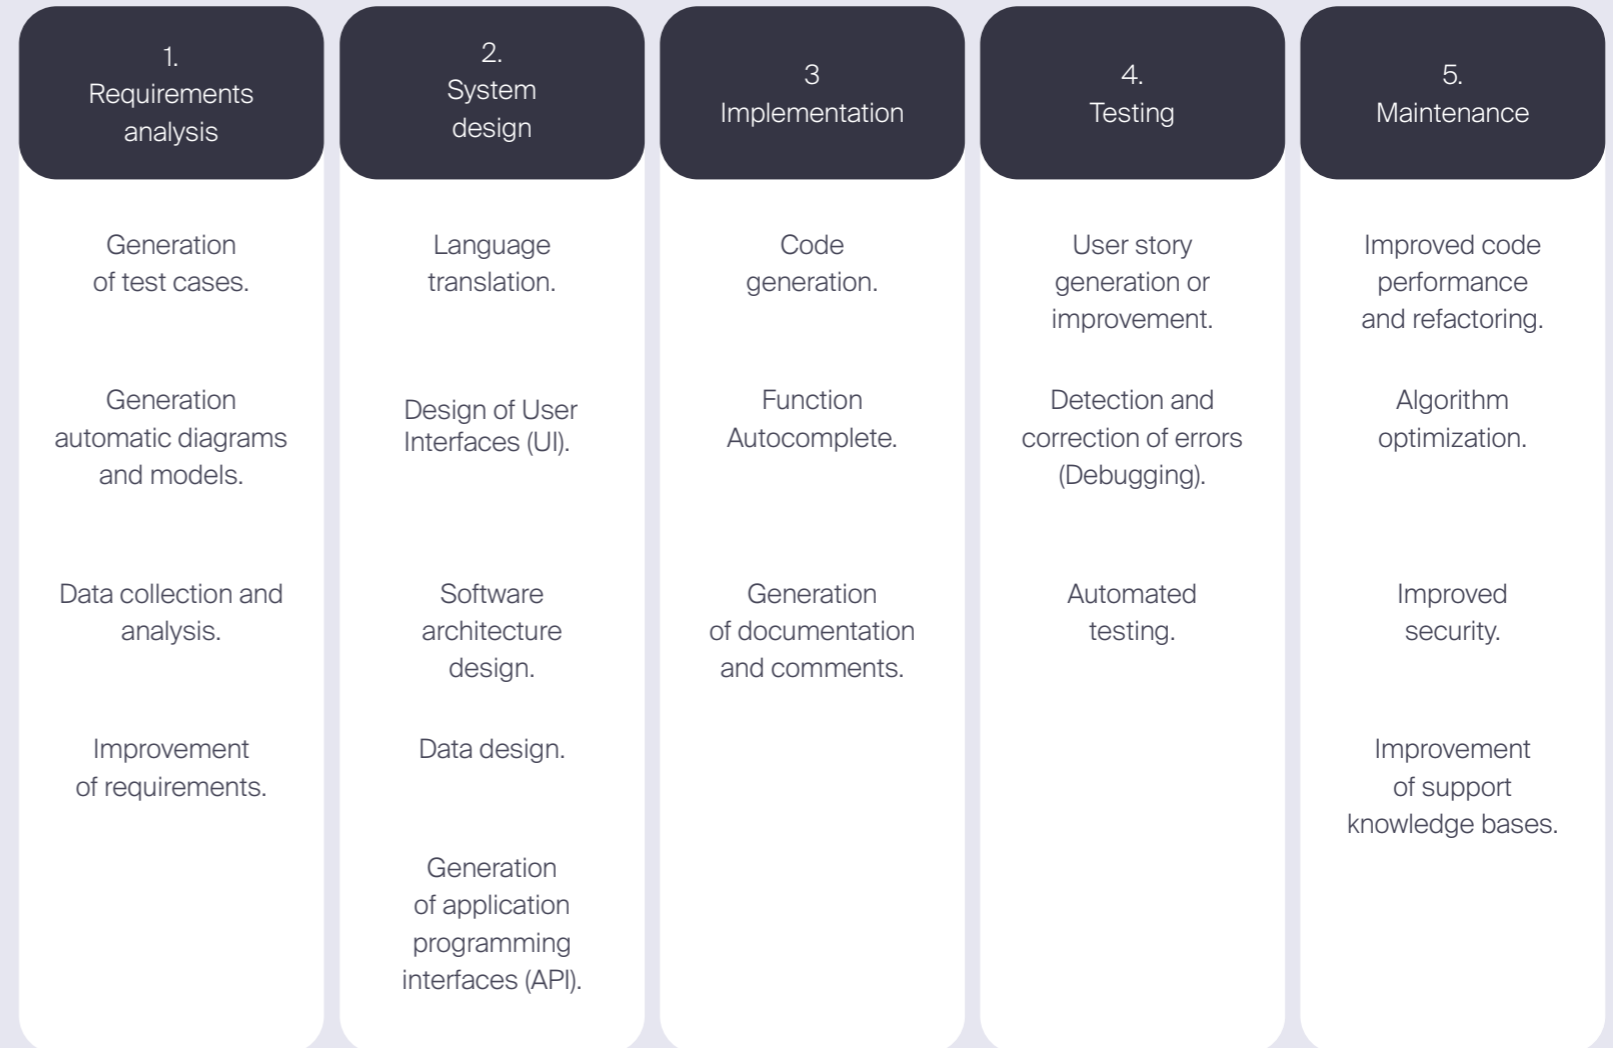 1.
Requirements
analysis
Generation
of test cases.
Generation
automatic diagrams
and models.
Data collection and
analysis.
Improvement
of requirements.
2.
System
design
Language
translation.
Design of User
Interfaces (UI).
Software
architecture
design.
Data design.
Generation
of application
programming
interfaces (API).
3
Implementation
Code
generation.
Function
Autocomplete.
Generation
of documentation
and comments.
4.
Testing
User story
generation or
improvement.
Detection and
correction of errors
(Debugging).
Automated
testing.
5.
Maintenance
Improved code
performance
and refactoring.
Algorithm
optimization.
Improved
security.
Improvement
of support
knowledge bases.